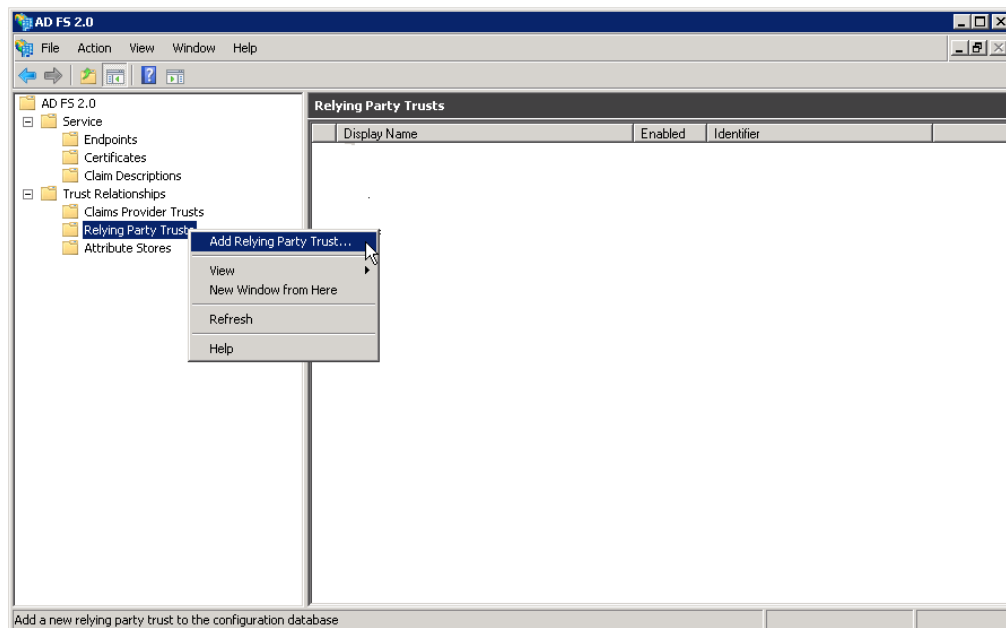 AD FS 2.0
File Action View Window Help
AD FS 2.0
Service
Endpoints
Certificates
Claim Descriptions
Trust Relationships
Claims Provider Trusts
Relying Party Trusts
Attribute Stores
Relying Party Trusts
Display Name Enabled Identifier
Add Relying Party Trust...
View
New Window from Here
Refresh
Help
Add a new relying party trust to the configuration database